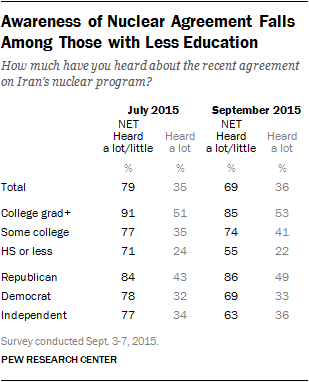 Awareness of Nuclear Agreement Falls
Among Those with Less Education
How much have you heard about the recent agreement
on Iran's nuclear program?
July 2015 September 2015
NET NET
Heard Heard Heard Heard
a lot/little a lot a lot/little a lot
% % % %
Total 79 35 69 36
College grad+ 91 51 85 53
Some college 77 35 74 41
HS or less 71 24 55 22
Republican 84 43 86 49
Democrat 78 32 69 33
Independent 77 34 63 36
Survey conducted Sept. 3-7, 2015.
PEW RESEARCH CENTER